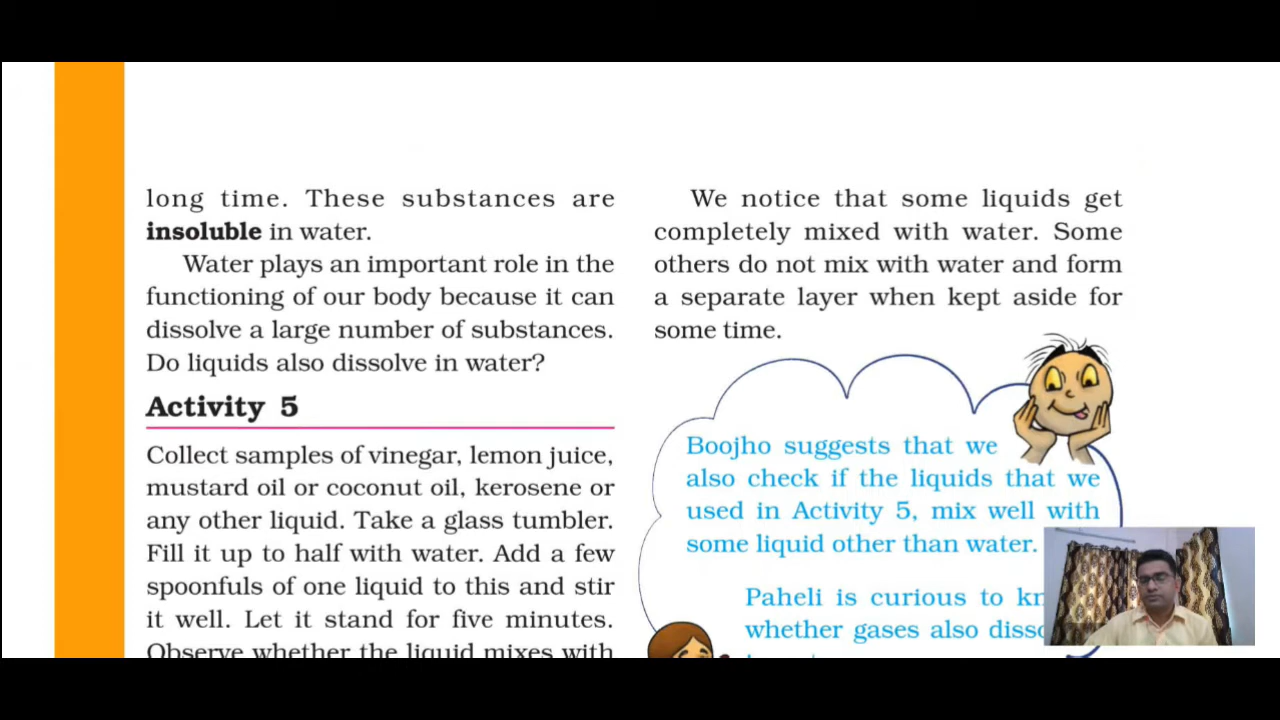 long time. These substances are
insoluble in water.
Water plays an important role in the
functioning of our body because it can
dissolve a large number of substances.
Do liquids also dissolve in water?
Activity 5
Collect samples of vinegar, lemon juice,
mustard oil or coconut oil, kerosene or
any other liquid. Take a glass tumbler.
Fill it up to half with water. Add a few
spoonfuls of one liquid to this and stir
it well. Let it stand for five minutes.
Observe whether the liquid mixes with
We notice that some liquids get
completely mixed with water. Some
others do not mix with water and form
a separate layer when kept aside for
some time.
Boojho suggests that we
also check if the liquids that we
used in Activity 5, mix well with
some liquid other than water.
Paheli is curious to
whether gases also